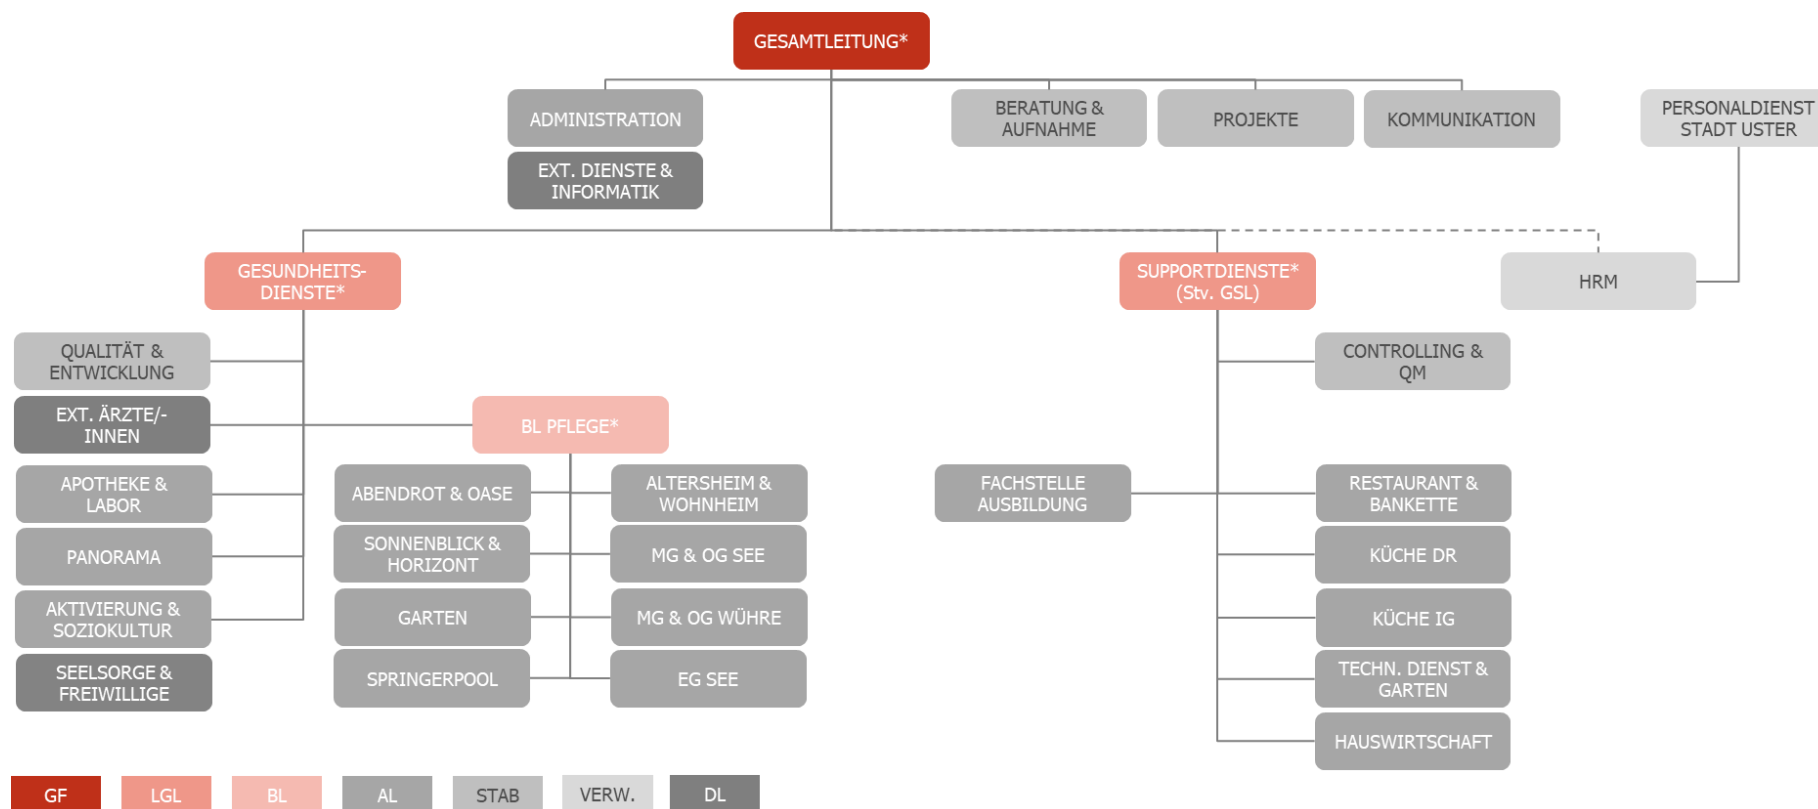 GESAMTLEITUNG*
ADMINISTRATION
BERATUNG &
AUFNAHME
PROJEKTE
KOMMUNIKATION
PERSONALDIENST
STADT USTER
EXT. DIENSTE &
INFORMATIK
GESUNDHEITS-
DIENSTE*
SUPPORTDIENSTE*
(Stv. GSL)
HRM
QUALITÄT &
ENTWICKLUNG
CONTROLLING &
QM
EXT. ÄRZTE/-
INNEN
BL PFLEGE*
APOTHEKE &
LABOR
ABENDROT & OASE
ALTERSHEIM &
WOHNHEIM
FACHSTELLE
AUSBILDUNG
RESTAURANT &
BANKETTE
PANORAMA
SONNENBLICK &
HORIZONT
MG & OG SEE
KÜCHE DR
AKTIVIERUNG &
SOZIOKULTUR
GARTEN
MG & OG WÜHRE
KÜCHE IG
SEELSORGE &
FREIWILLIGE
SPRINGERPOOL
EG SEE
TECHN. DIENST &
GARTEN
HAUSWIRTSCHAFT
GF
LGL
BL
AL
STAB
VERW.
DL